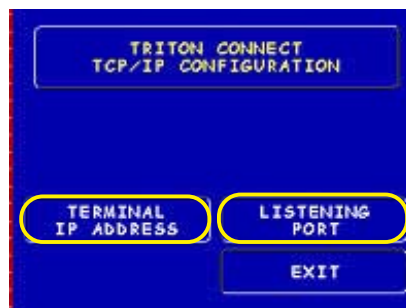 TRITON CONNECT
TCP/IP CONFIGURATION
TERMINAL
IP ADDRESS
LISTENING
PORT
EXIT